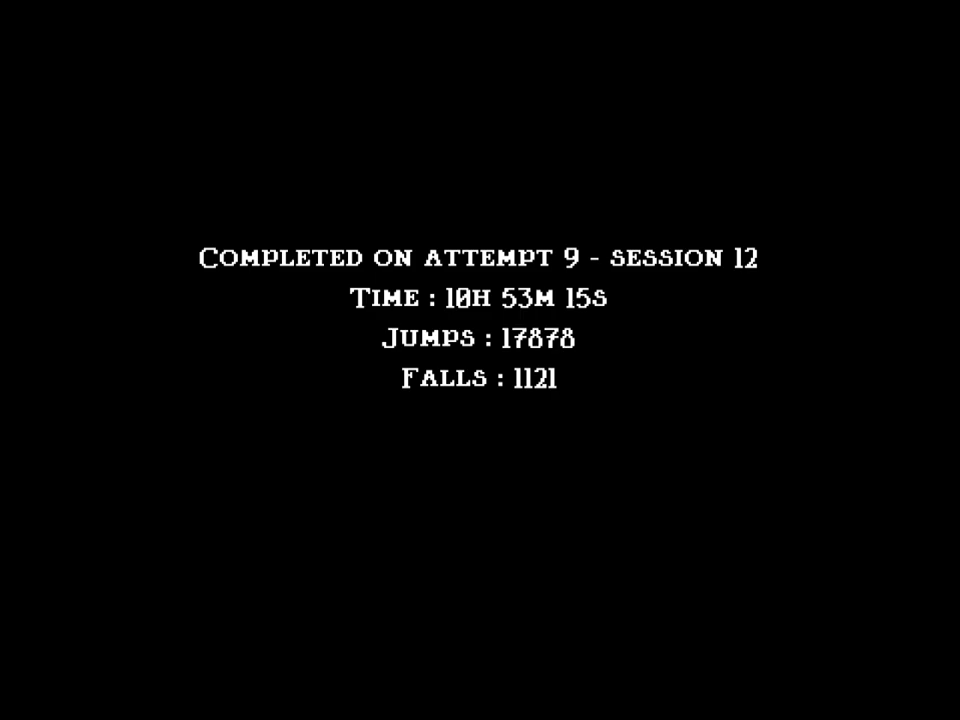 Completed on attempt 9 - session 12
Time : 10h 53m 15s
Jumps : 17878
Falls : 1121